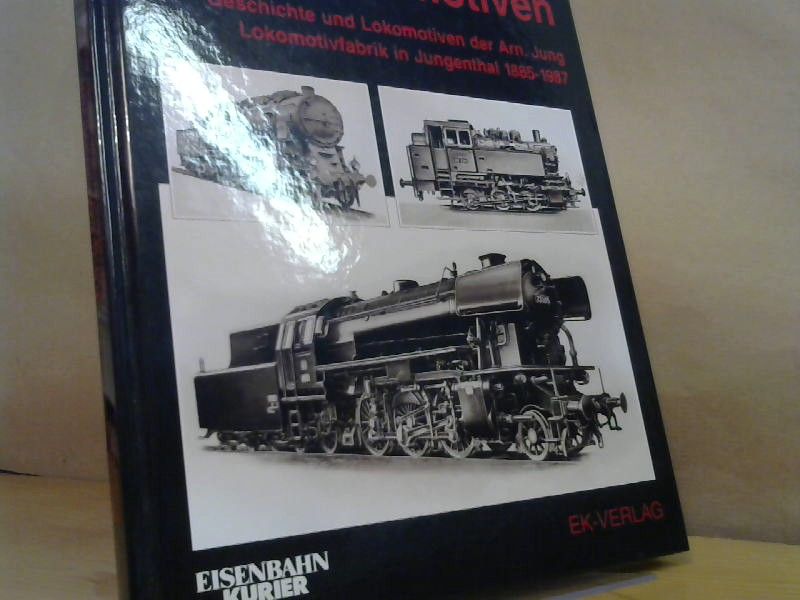 Geschichte und Lokomotiven der Arn. Jung
Lokomotivfabrik in Jungenthal 1885-1987
EK-VERLAG
EISENBAHN
KURIER